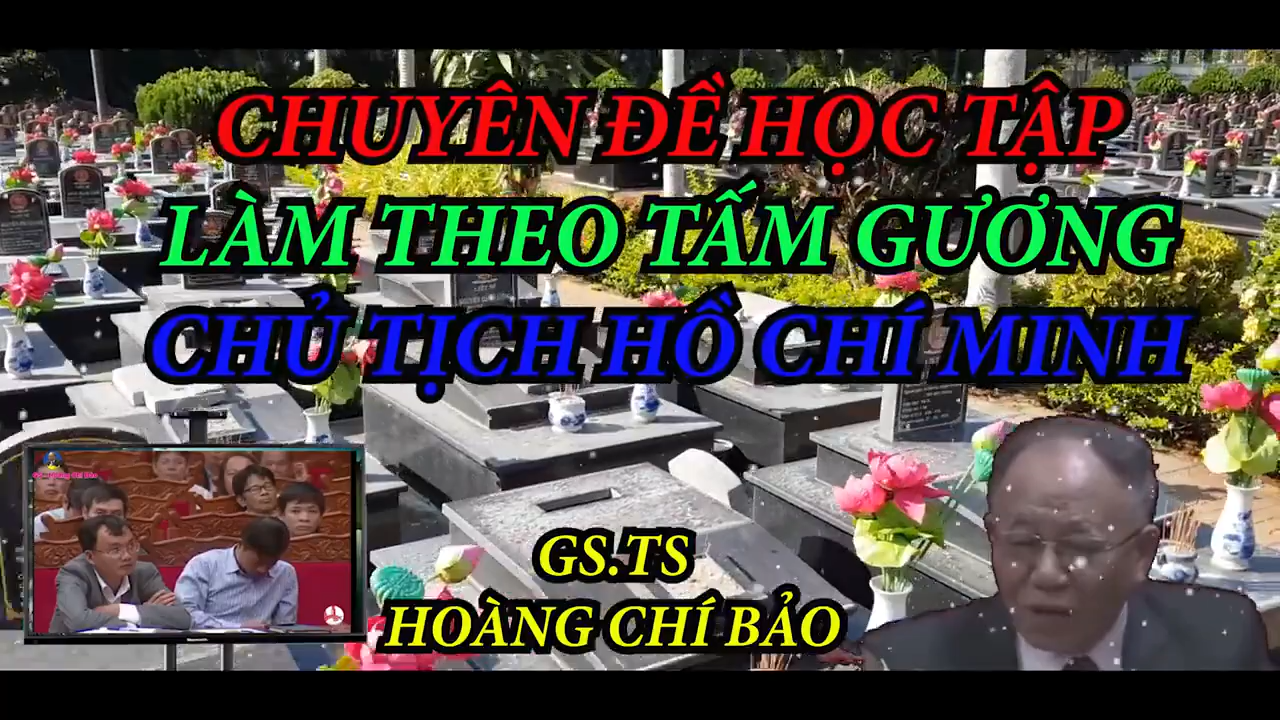 CHUYÊN ĐỀ HỌC TẬP
LÀM THEO TẤM GƯƠNG
CHỦ TỊCH HỒ CHÍ MINH
GS.TS
HOÀNG CHÍ BẢO